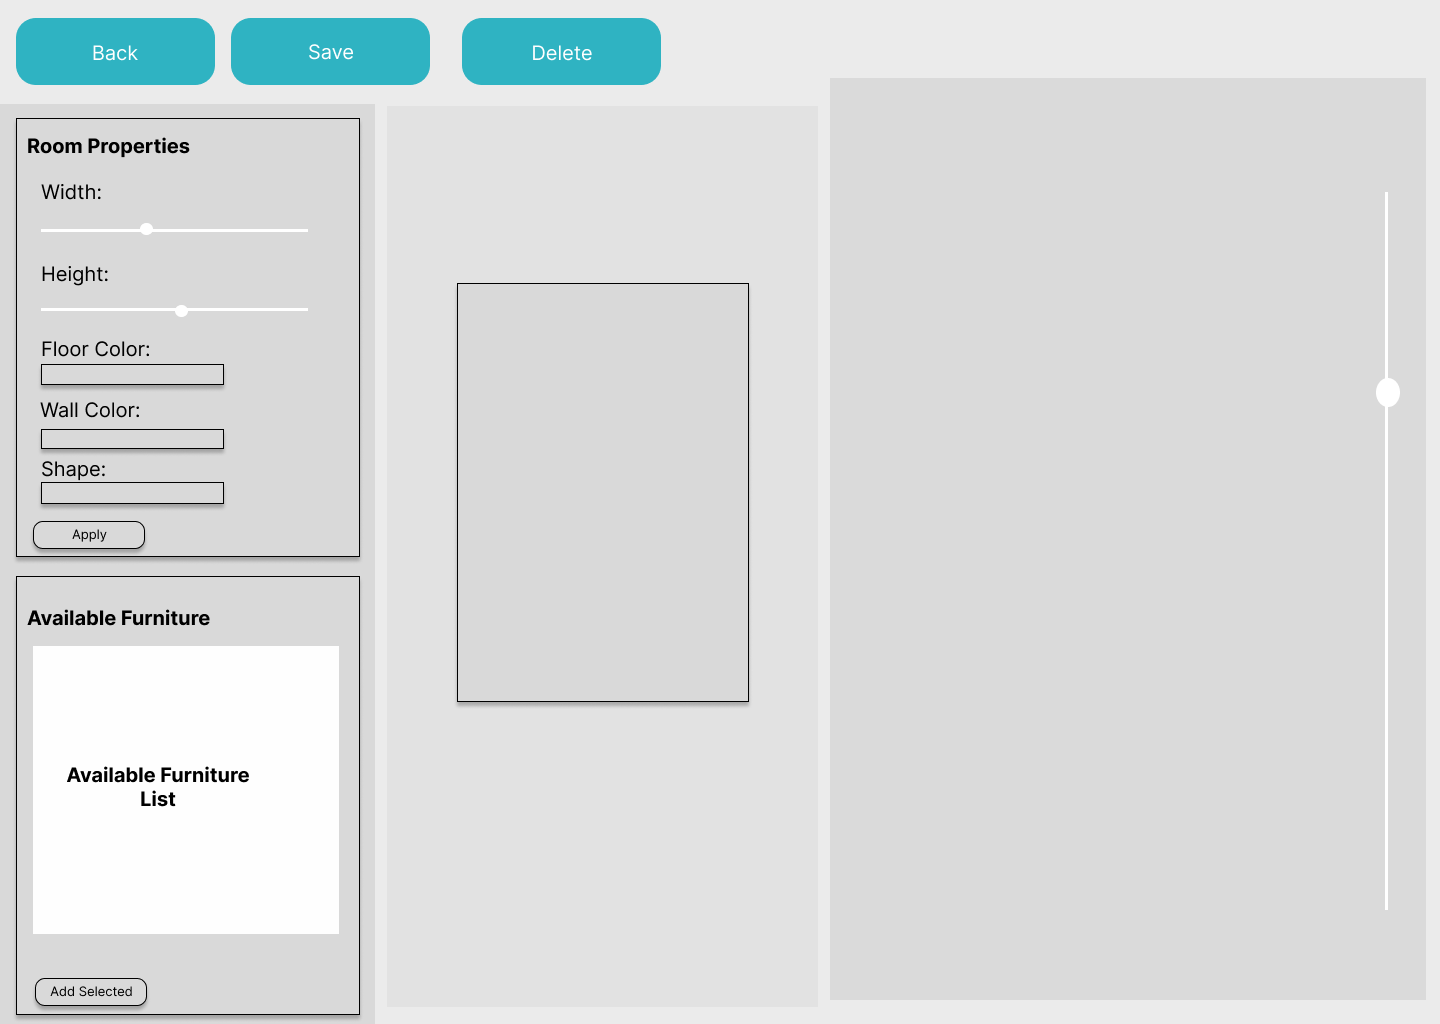 Back
Save
Delete
Room Properties
Width:
Height:
Floor Color:
Wall Color:
Shape:
Apply
Available Furniture
Available Furniture
List
Add Selected